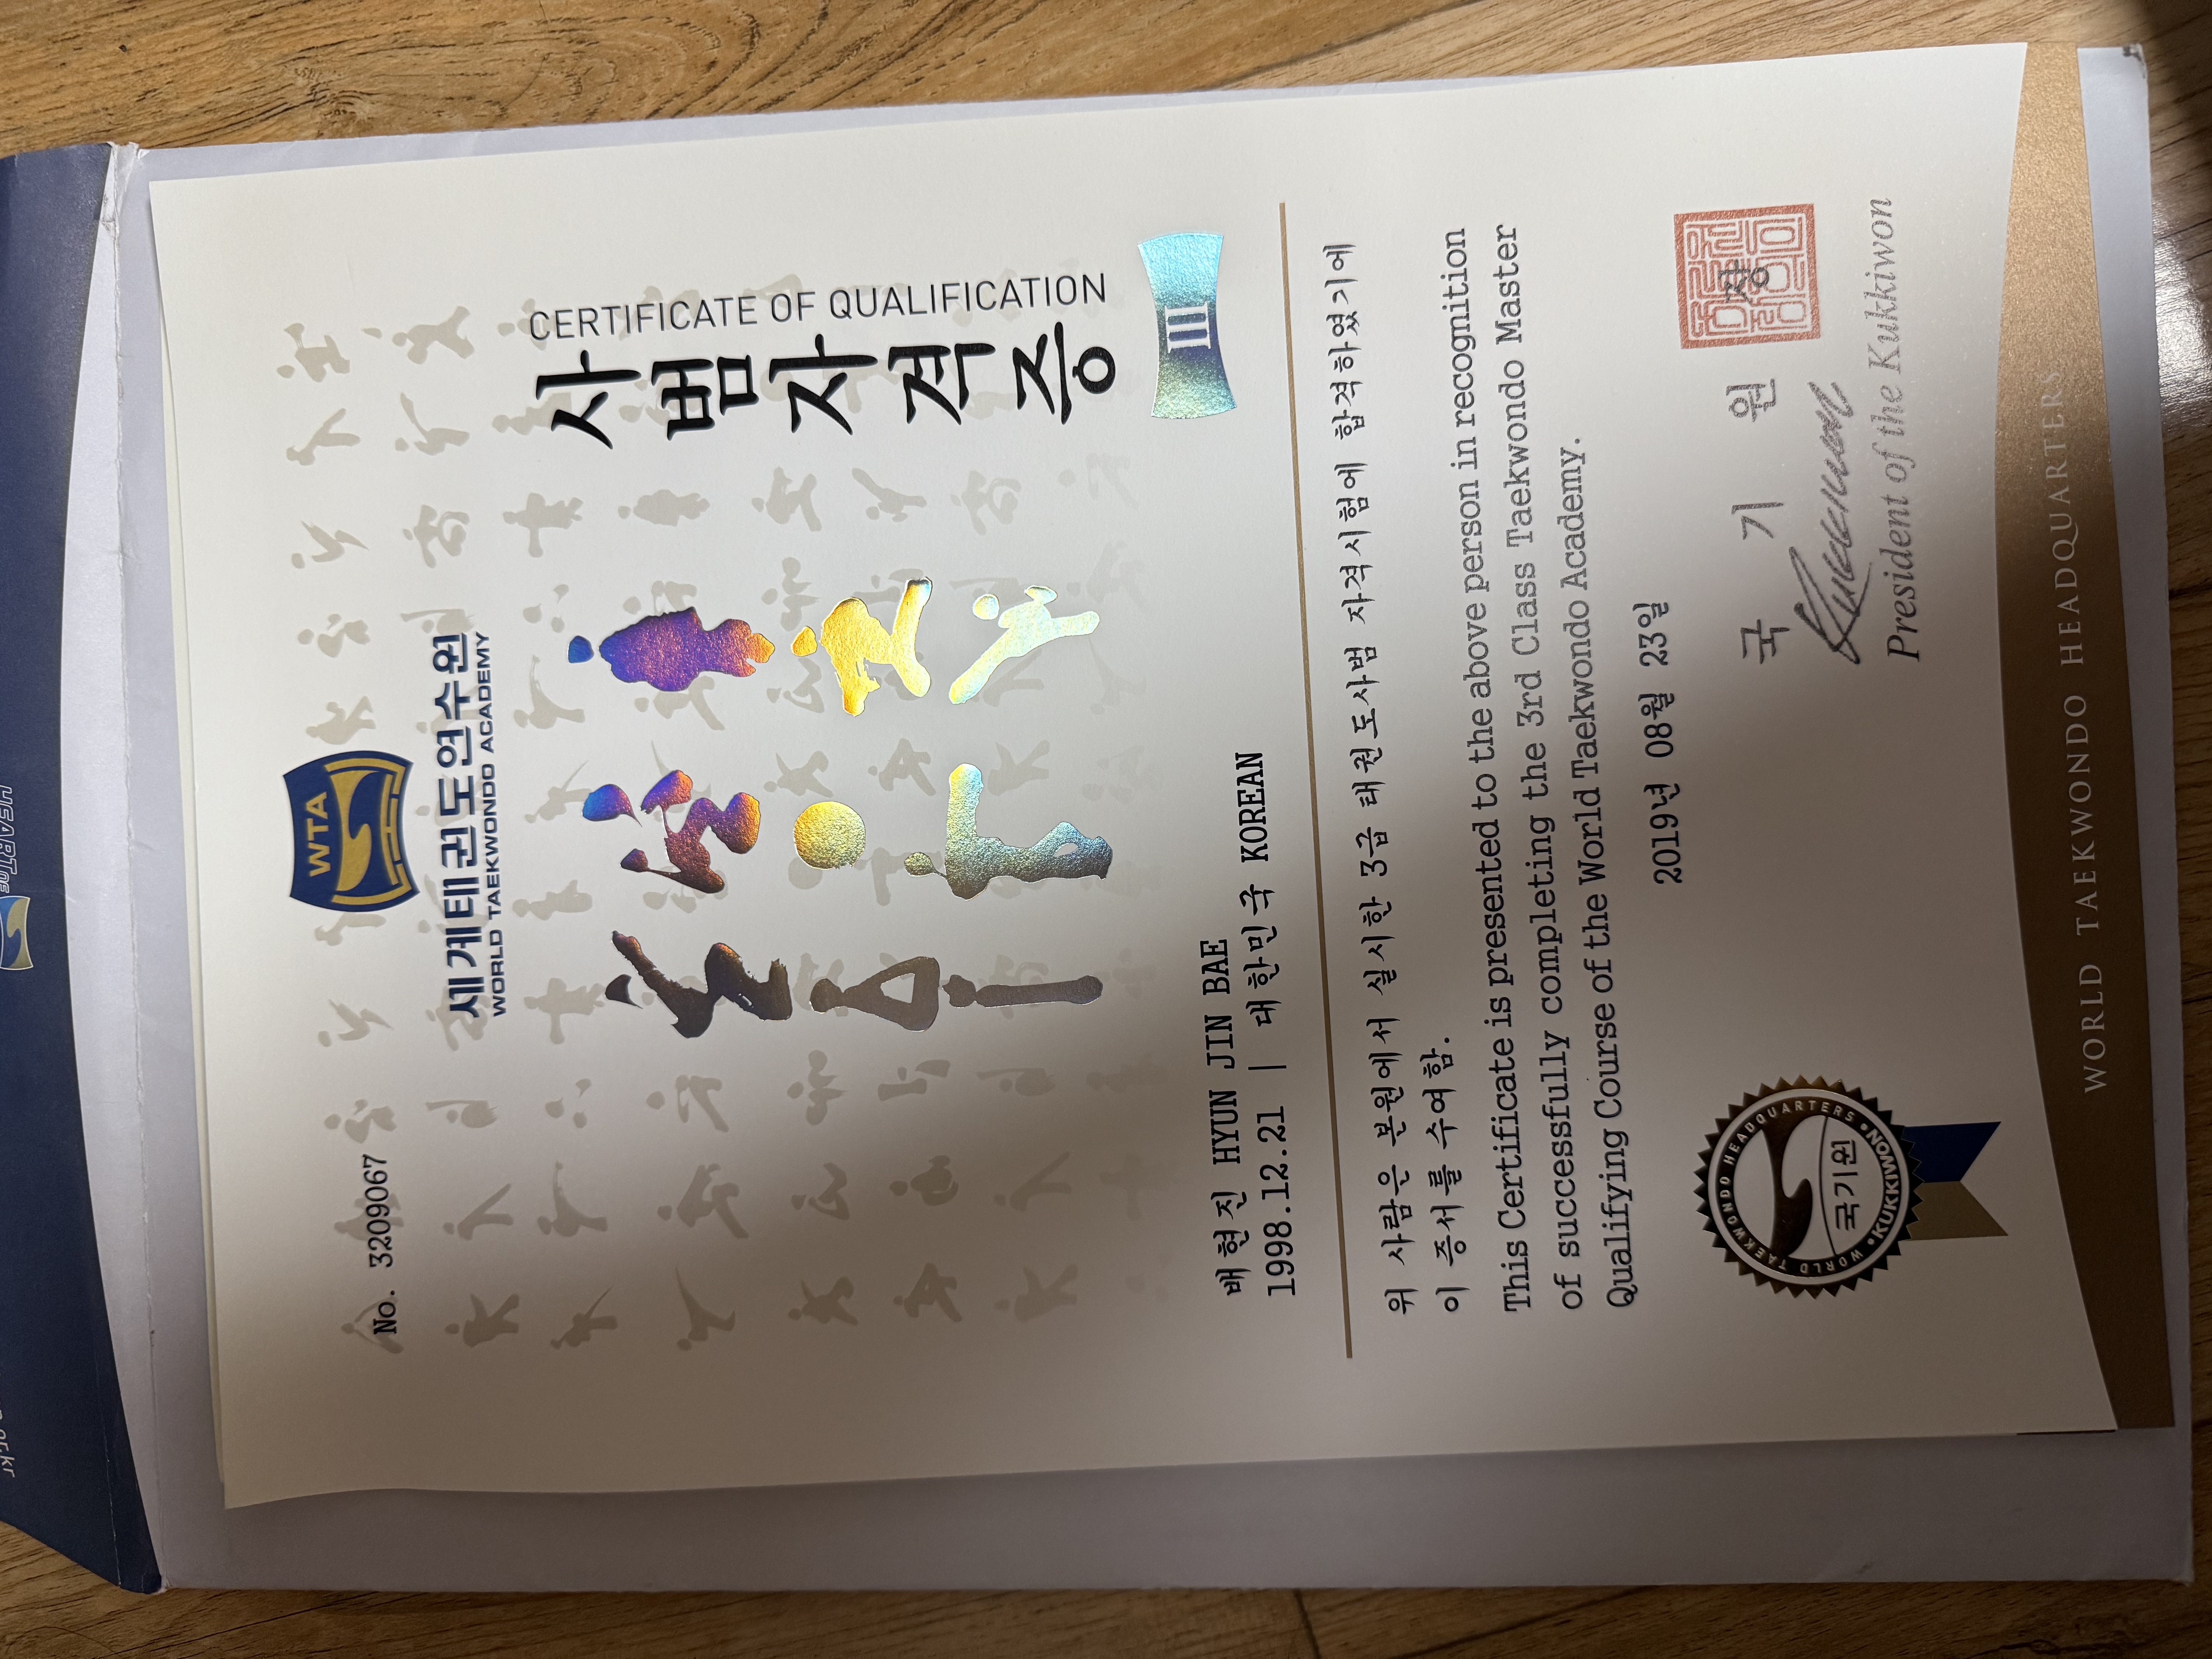 No. 3209067
WTA
세계태권도연수원
WORLD TAEKWONDO ACADEMY
CERTIFICATE OF QUALIFICATION
사범자격증
III
배현진 HYUN JIN BAE
1998.12.21 | 대한민국 KOREAN
위 사람은 본원에서 실시한 3급 태권도사범 자격시험에 합격하였기에
이 증서를 수여함.
This Certificate is presented to the above person in recognition
of successfully completing the 3rd Class Taekwondo Master
Qualifying Course of the World Taekwondo Academy.
2019년 08월 23일
국 기 원 장
President of the Kukkiwon
WORLD TAEKWONDO HEADQUARTERS
국기원
KUKKIWON
WORLD TAEKWONDO HEADQUARTERS